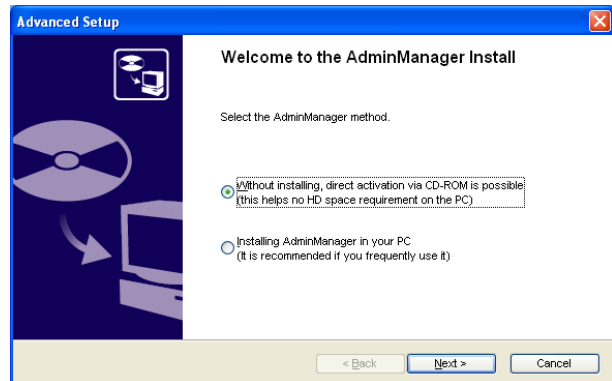 Advanced Setup
Welcome to the AdminManager Install
Select the AdminManager method.
Without installing, direct activation via CD-ROM is possible
(this helps no HD space requirement on the PC)
Installing AdminManager in your PC
(It is recommended if you frequently use it)
< Back
Next >
Cancel